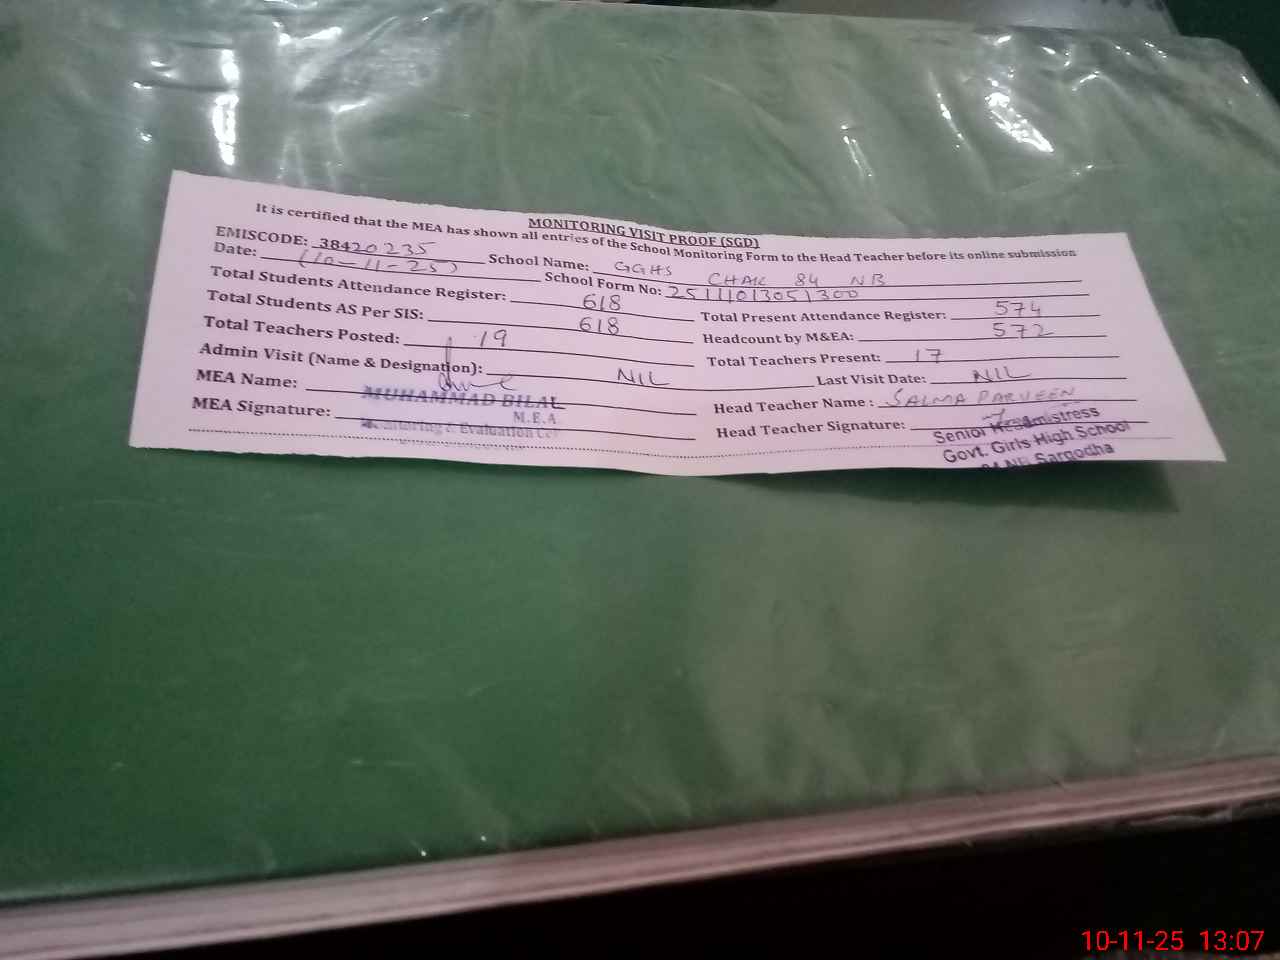 MONITORING VISIT PROOF (SGD)
It is certified that the MEA has shown all entries of the School Monitoring Form to the Head Teacher before its online submission
EMISCODE: 38420235 School Name: GGHS CHAK 84 NB
Date: (10-11-25) School Form No: 25111013051300
Total Students Attendance Register: 618 Total Present Attendance Register: 574
Total Students AS Per SIS: 618 Headcount by M&EA: 572
Total Teachers Posted: 19 Total Teachers Present: 17
Admin Visit (Name & Designation): NIL Last Visit Date: NIL
MEA Name: MUHAMMAD BILAL Head Teacher Name: SALMA PARVEEN
M.E.A
MEA Signature: Monitoring & Evaluation Head Teacher Signature:
Senior Headmistress
Govt. Girls High School
84 NB Sargodha
10-11-25 13:07